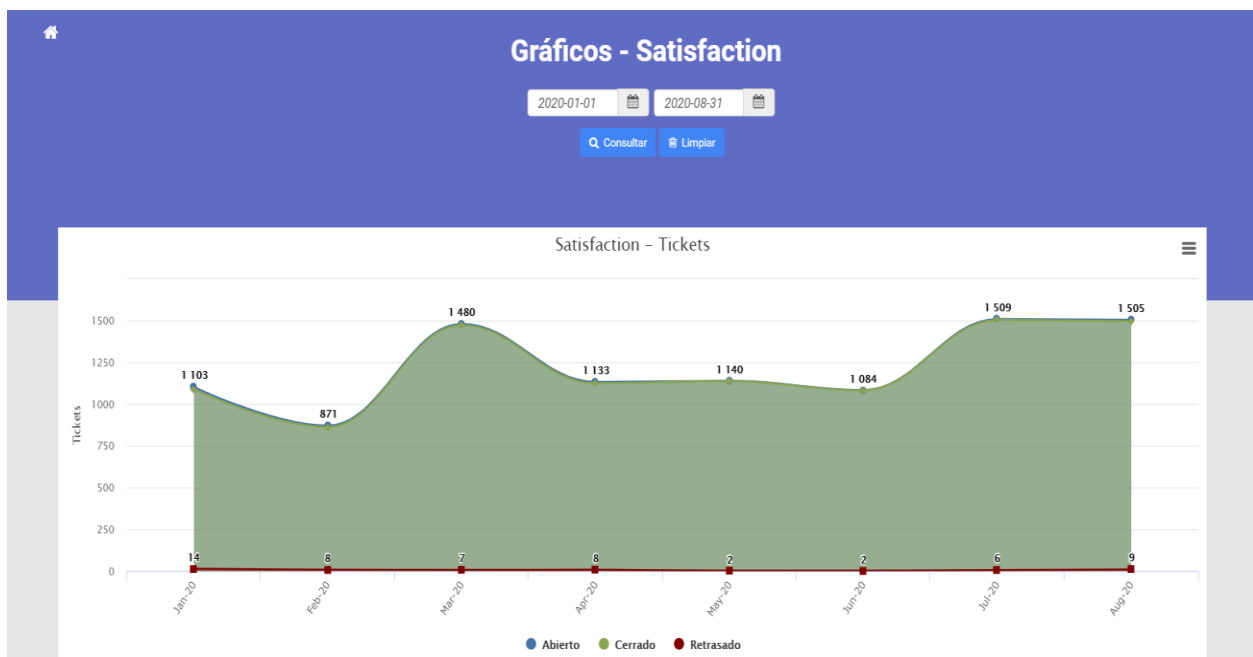 Gráficos - Satisfaction
2020-01-01 2020-08-31
Consultar Limpiar
Satisfaction – Tickets
1500
1250
1000
750
500
250
0
Tickets
1 103
871
1 480
1 133
1 140
1 084
1 509
1 505
14
8
7
8
2
2
6
9
Jan-20
Feb-20
Mar-20
Apr-20
May-20
Jun-20
Jul-20
Aug-20
Abierto Cerrado Retrasado